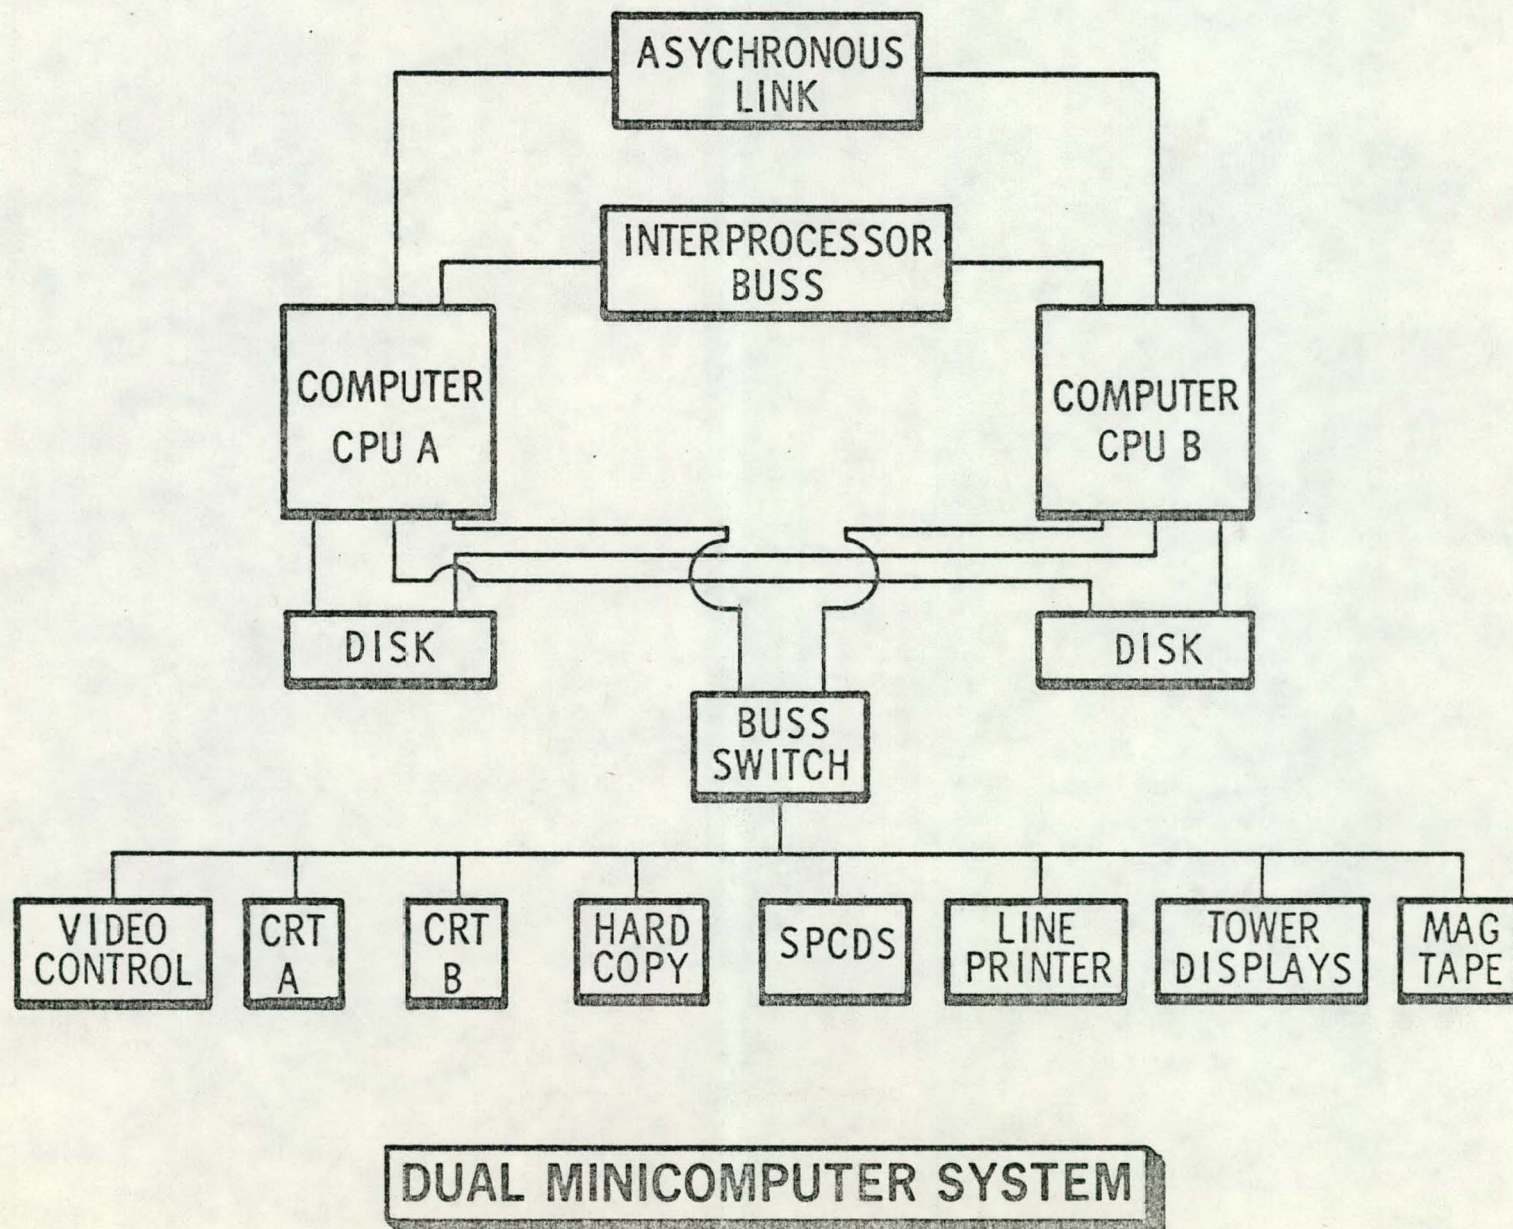 ASYCHRONOUS
LINK
INTERPROCESSOR
BUSS
COMPUTER
CPU A
COMPUTER
CPU B
DISK
DISK
BUSS
SWITCH
VIDEO
CONTROL
CRT
A
CRT
B
HARD
COPY
SPCDS
LINE
PRINTER
TOWER
DISPLAYS
MAG
TAPE
DUAL MINICOMPUTER SYSTEM